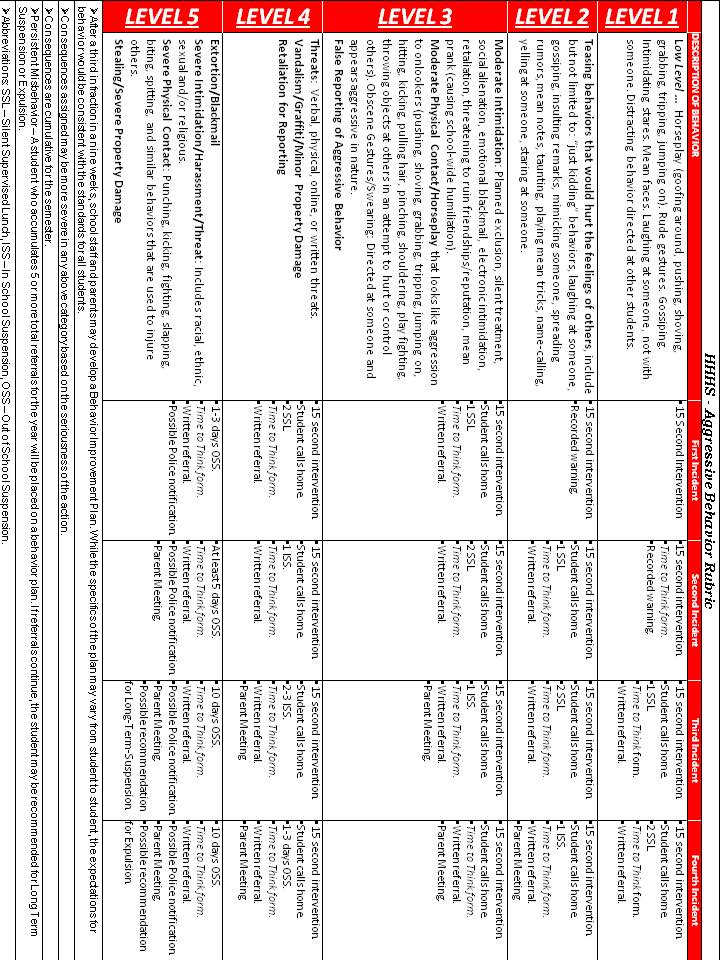 HHHS - Aggressive Behavior Rubric
DESCRIPTION OF BEHAVIOR
First Incident
Second Incident
Third Incident
Fourth Incident
LEVEL 1
Low Level ... Horseplay (goofing around, pushing, shoving,
grabbing, tripping, jumping on). Rude gestures. Gossiping,
intimidating stares. Mean faces. Laughing at someone, not with
someone. Distracting behavior directed at other students.
•15 Second intervention
•15 second intervention
•Time to Think form.
•Recorded warning.
•15 second intervention
•Student calls home.
•1 SSL
•Time to Think form.
•Written referral.
•15 second intervention
•Student calls home.
•2 SSL
•Time to Think form.
•Written referral.
LEVEL 2
Teasing behaviors that would hurt the feelings of others, include
but not limited to: "just kidding" behaviors, laughing at someone,
gossiping, insulting remarks, mimicking someone, spreading
rumors, mean notes, taunting, playing mean tricks, name-calling,
yelling at someone, staring at someone.
•15 second intervention
•Recorded warning.
•15 second intervention
•Student calls home.
•1 SSL
•Time to Think form.
•Written referral.
•15 second intervention
•Student calls home.
•2 SSL
•Time to Think form.
•Written referral.
•15 second intervention
•Student calls home.
•1 ISS.
•Time to Think form.
•Written referral.
•Parent Meeting
LEVEL 3
Moderate Intimidation: Planned exclusion, silent treatment,
social alienation, emotional blackmail, electronic intimidation,
retaliation, threatening to ruin friendships/reputation, mean
prank (causing school-wide humiliation).
Moderate Physical Contact/Horseplay that looks like aggression
to onlookers (pushing, shoving, grabbing, tripping, jumping on,
hitting, kicking, pulling hair, pinching, shouldering, play fighting,
throwing objects at others in an attempt to hurt or control
others). Obscene Gestures/Swearing: Directed at someone and
appears aggressive in nature.
False Reporting of Aggressive Behavior
•15 second intervention
•Student calls home.
•1 SSL
•Time to Think form.
•Written referral.
•15 second intervention
•Student calls home.
•2 SSL
•Time to Think form.
•Written referral.
•15 second intervention
•Student calls home.
•1 ISS.
•Time to Think form.
•Written referral.
•Parent Meeting
•15 second intervention
•Student calls home.
•Time to Think form.
•Written referral.
•Parent Meeting
LEVEL 4
Threats: Verbal, physical, online, or written threats.
Vandalism/Graffiti/Minor Property Damage
Retaliation for Reporting
•15 second intervention
•Student calls home.
•2 SSL
•Time to Think form.
•Written referral.
•15 second intervention
•Student calls home.
•1 ISS.
•Time to Think form.
•Written referral.
•15 second intervention
•Student calls home.
•2-3 ISS.
•Time to Think form.
•Written referral.
•Parent Meeting
•15 second intervention
•Student calls home.
•1-3 days OSS.
•Time to Think form.
•Written referral.
•Parent Meeting
LEVEL 5
Extortion/Blackmail
Severe Intimidation/Harassment/Threat: Includes racial, ethnic,
sexual and/or religious.
Severe Physical Contact: Punching, kicking, fighting, slapping,
biting, spitting, and similar behaviors that are used to injure
others.
Stealing/Severe Property Damage
•1-3 days OSS.
•Time to Think form.
•Written referral.
•Possible Police notification
•At least 5 days OSS.
•Time to Think form.
•Written referral.
•Possible Police notification
•Parent Meeting.
•10 days OSS.
•Time to Think form.
•Written referral.
•Possible Police notification
•Parent Meeting.
•Possible recommendation
for Long-Term-Suspension.
•10 days OSS.
•Time to Think form.
•Written referral.
•Possible Police notification
•Parent Meeting.
•Possible recommendation
for Expulsion.
➢After a third infraction in a nine weeks, school staff and parents may develop a Behavior Improvement Plan. While the specifics of the plan may vary from student to student, the expectations for
behavior would be consistent with the standards for all students.
➢Consequences assigned may be more severe in any above category based on the seriousness of the action.
➢Consequences are cumulative for the semester.
➢Persistent Misbehavior – A student who accumulates 5 or more total referrals for the year will be placed on a behavior plan. If referrals continue, the student may be recommended for Long Term
Suspension or Expulsion.
➢Abbreviations: SSL – Silent Supervised Lunch, ISS – In School Suspension, OSS – Out of School Suspension.